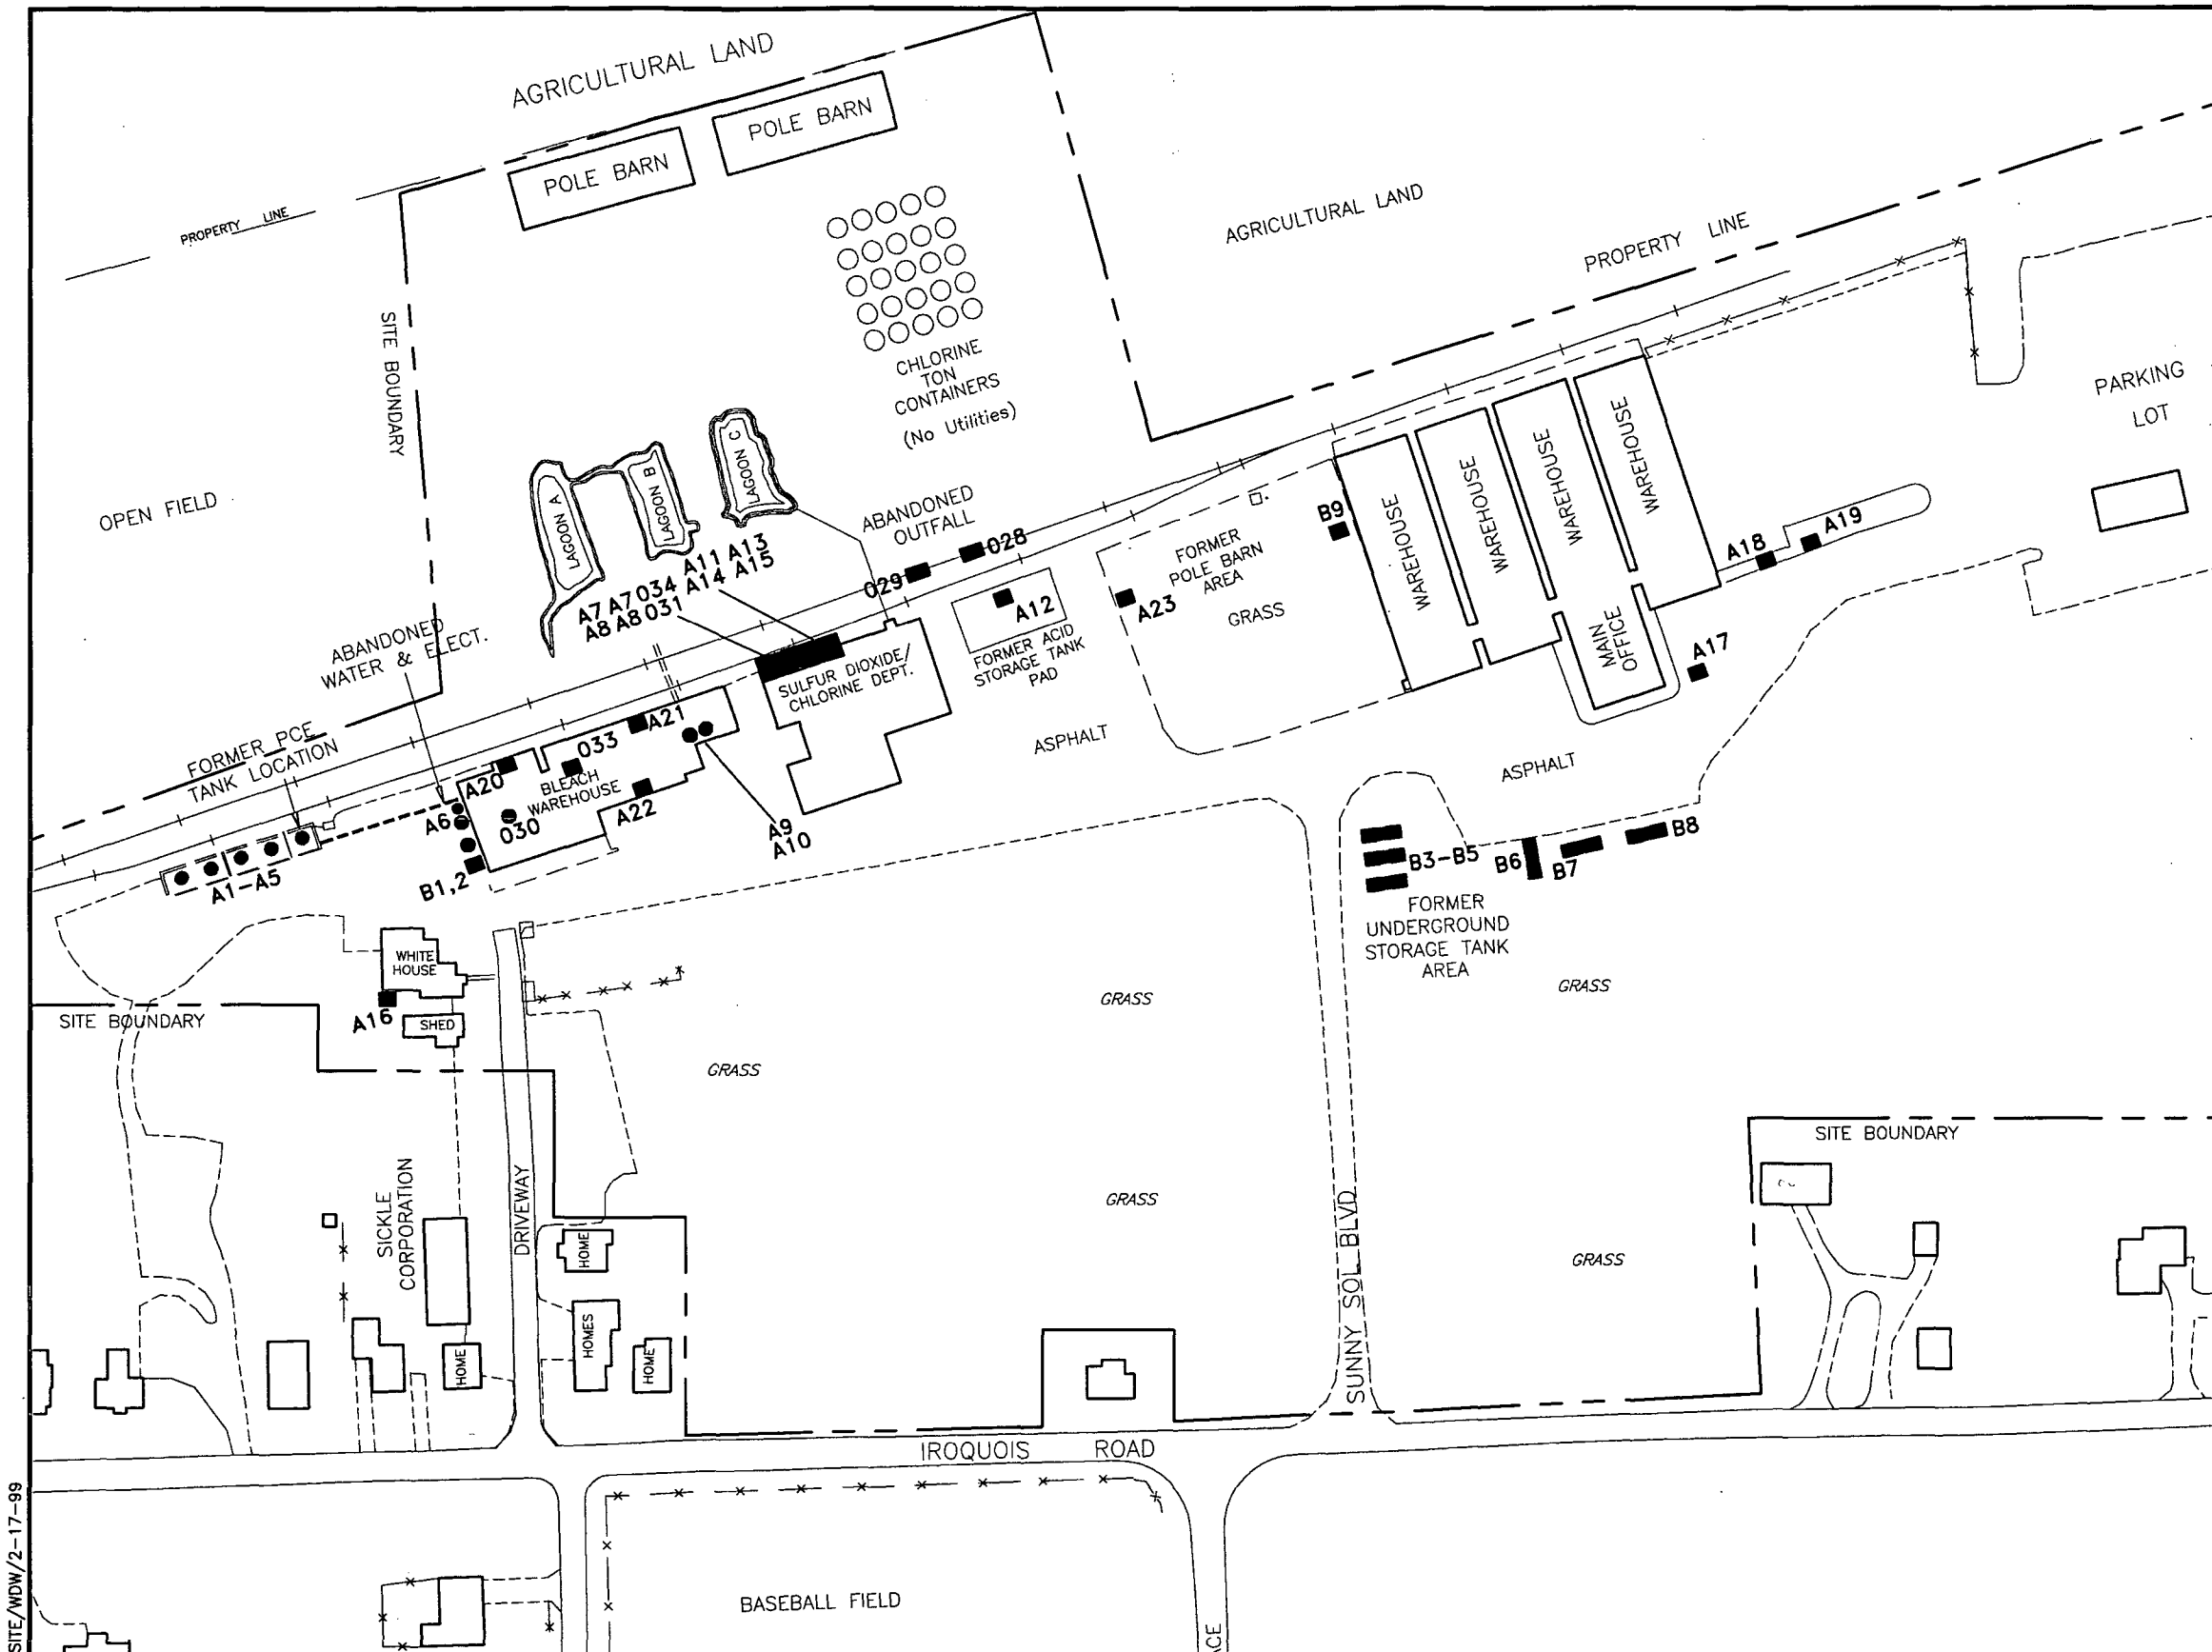 AGRICULTURAL LAND
POLE BARN
POLE BARN
PROPERTY LINE
AGRICULTURAL LAND
PROPERTY LINE
SITE BOUNDARY
CHLORINE
TON
CONTAINERS
(No Utilities)
PARKING
LOT
OPEN FIELD
LAGOON A
LAGOON B
LAGOON C
ABANDONED
OUTFALL
028
029
A11 A13
A7 A7 034 A14 A15
A8 A8 031
A12
FORMER ACID
STORAGE TANK
PAD
A23
FORMER
POLE BARN
AREA
GRASS
B9
WAREHOUSE
WAREHOUSE
WAREHOUSE
WAREHOUSE
MAIN
OFFICE
A18
A19
A17
ABANDONED
WATER & ELECT.
SULFUR DIOXIDE/
CHLORINE DEPT.
FORMER PCE
TANK LOCATION
A20
033
A21
BLEACH
WAREHOUSE
A6
030
A22
A9
A10
A1-A5
B1,2
ASPHALT
ASPHALT
B3-B5
B6
B7
B8
FORMER
UNDERGROUND
STORAGE TANK
AREA
GRASS
WHITE
HOUSE
A16
SHED
SITE BOUNDARY
GRASS
GRASS
GRASS
GRASS
SITE BOUNDARY
SICKLE
CORPORATION
DRIVEWAY
HOME
HOMES
HOME
HOME
SUNNY SOL BLVD
IROQUOIS ROAD
BASEBALL FIELD
ACE
SITE/WDW/2-17-99